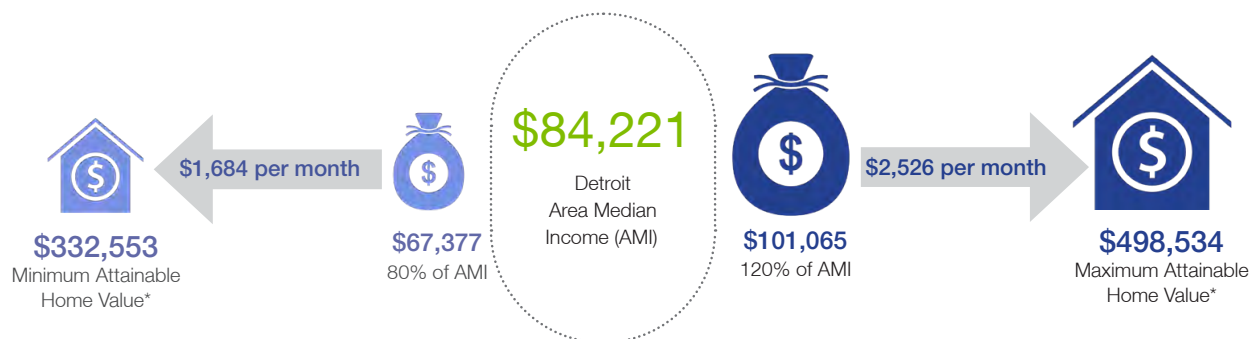 $332,553
Minimum Attainable
Home Value*
$1,684 per month
$
$
$67,377
80% of AMI
$84,221
Detroit
Area Median
Income (AMI)
$
$101,065
120% of AMI
$2,526 per month
$
$498,534
Maximum Attainable
Home Value*